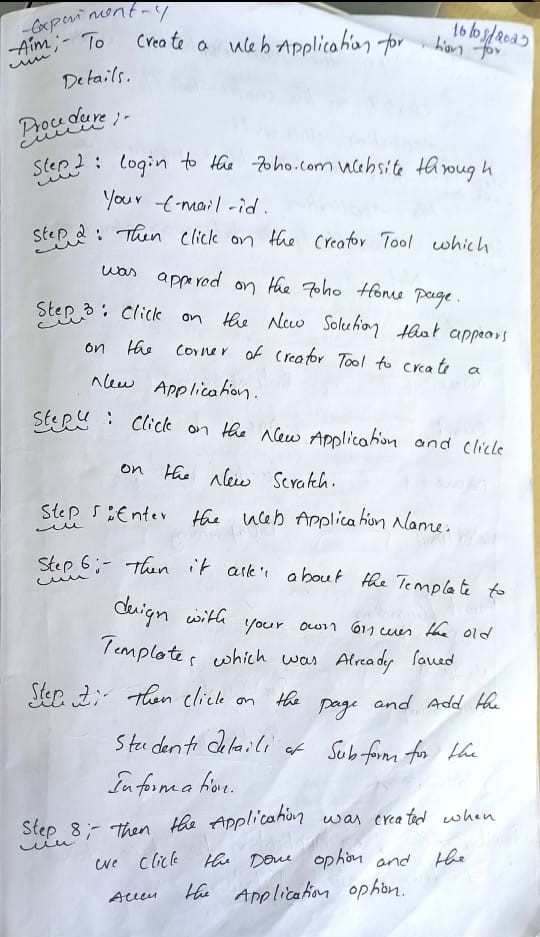 Experiment-4
16/08/2023
Aim:- To Create a Web Application for tion for
Details.
Procedure:-
Step 1: Login to the Zoho.com Website through
Your E-mail-id.
Step 2: Then Click on the Creator Tool which
was appered on the Zoho Home page.
Step 3: Click on the New Solution that appears
on the corner of Creator Tool to create a
New Application.
Step 4: Click on the New Application and click
on the New Scratch.
Step 5: Enter the Web Application Name.
Step 6:- Then it ask's about the Template to
design with your own the old
Templates which was Already saved
Step 7:- Then click on the page and Add the
Students details of Subform for the
Information.
Step 8:- Then the Application was created when
we click the Done option and the
Access the Application option.